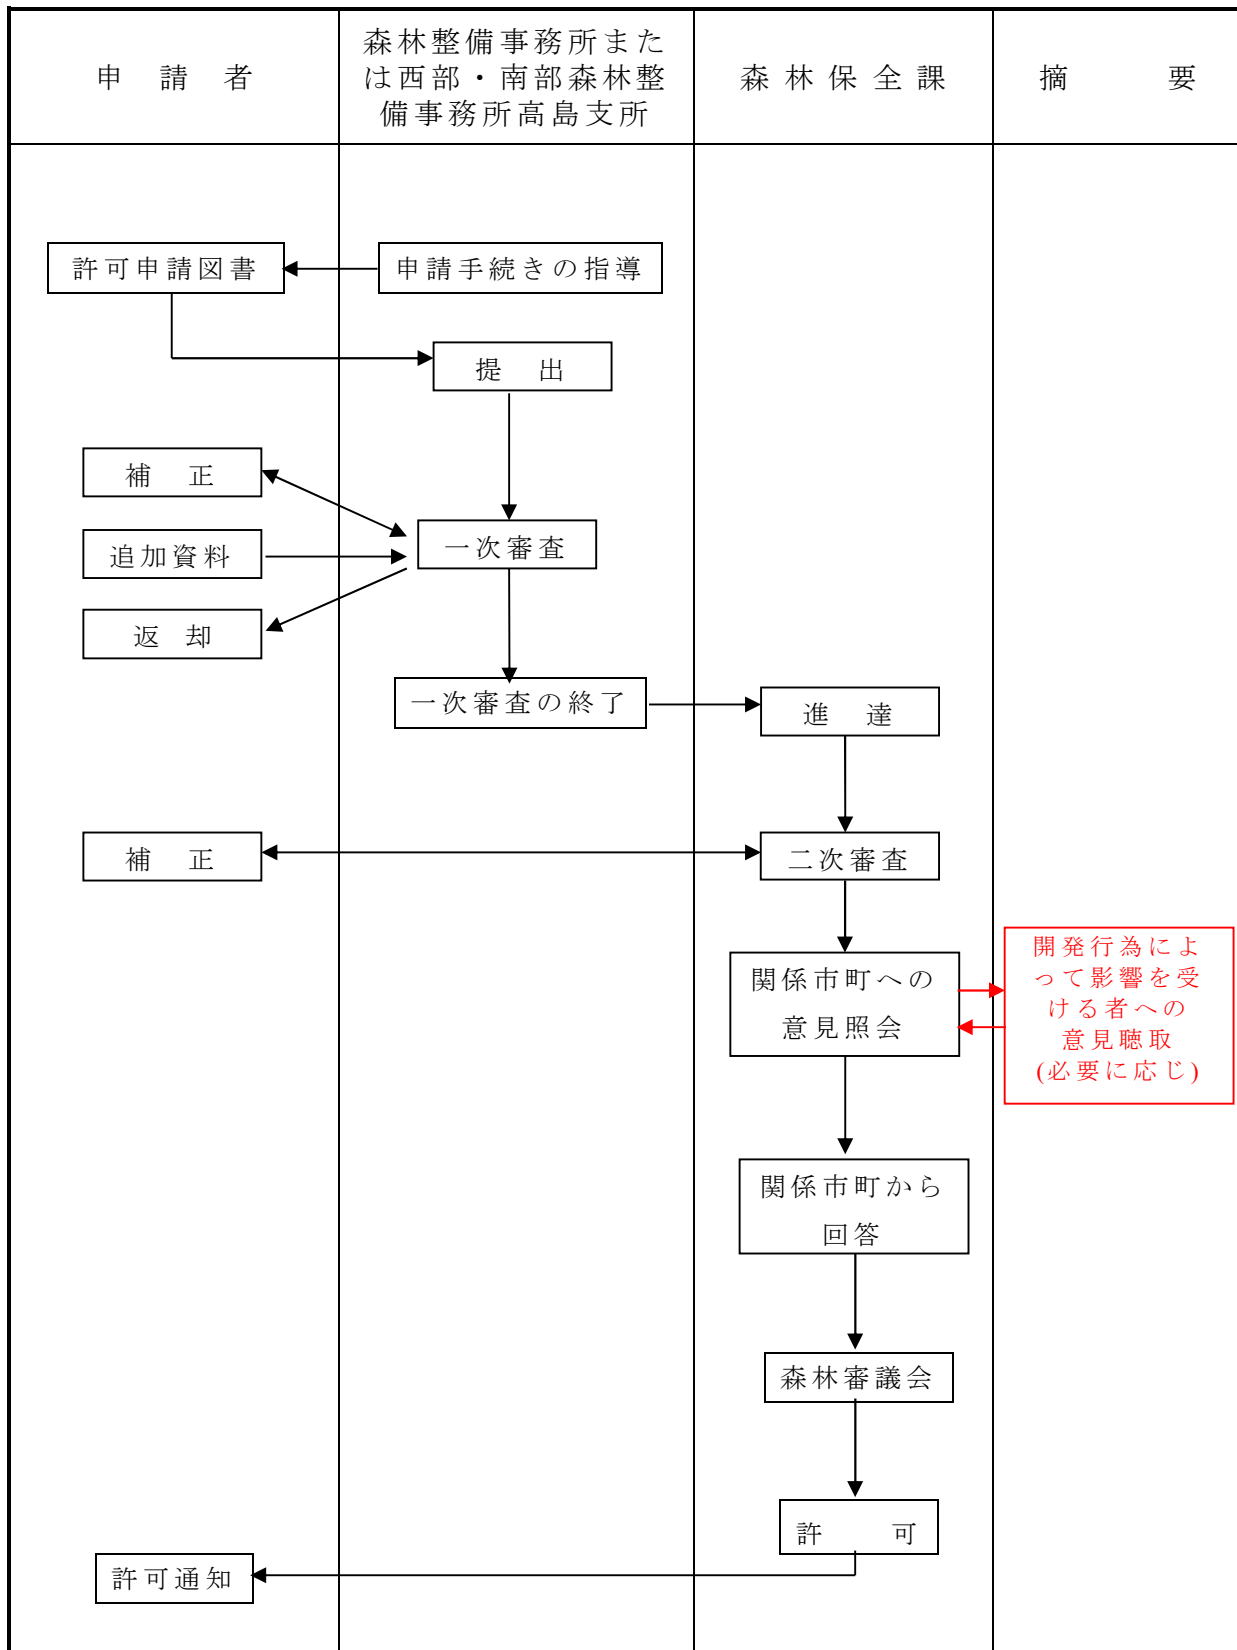 申請者
森林整備事務所また
は西部・南部森林整
備事務所高島支所
森林保全課
摘要
許可申請図書
申請手続きの指導
提出
補正
追加資料
一次審査
返却
一次審査の終了
進達
補正
二次審査
関係市町への
意見照会
開発行為によ
って影響を受
ける者への
意見聴取
(必要に応じ)
関係市町から
回答
森林審議会
許可
許可通知